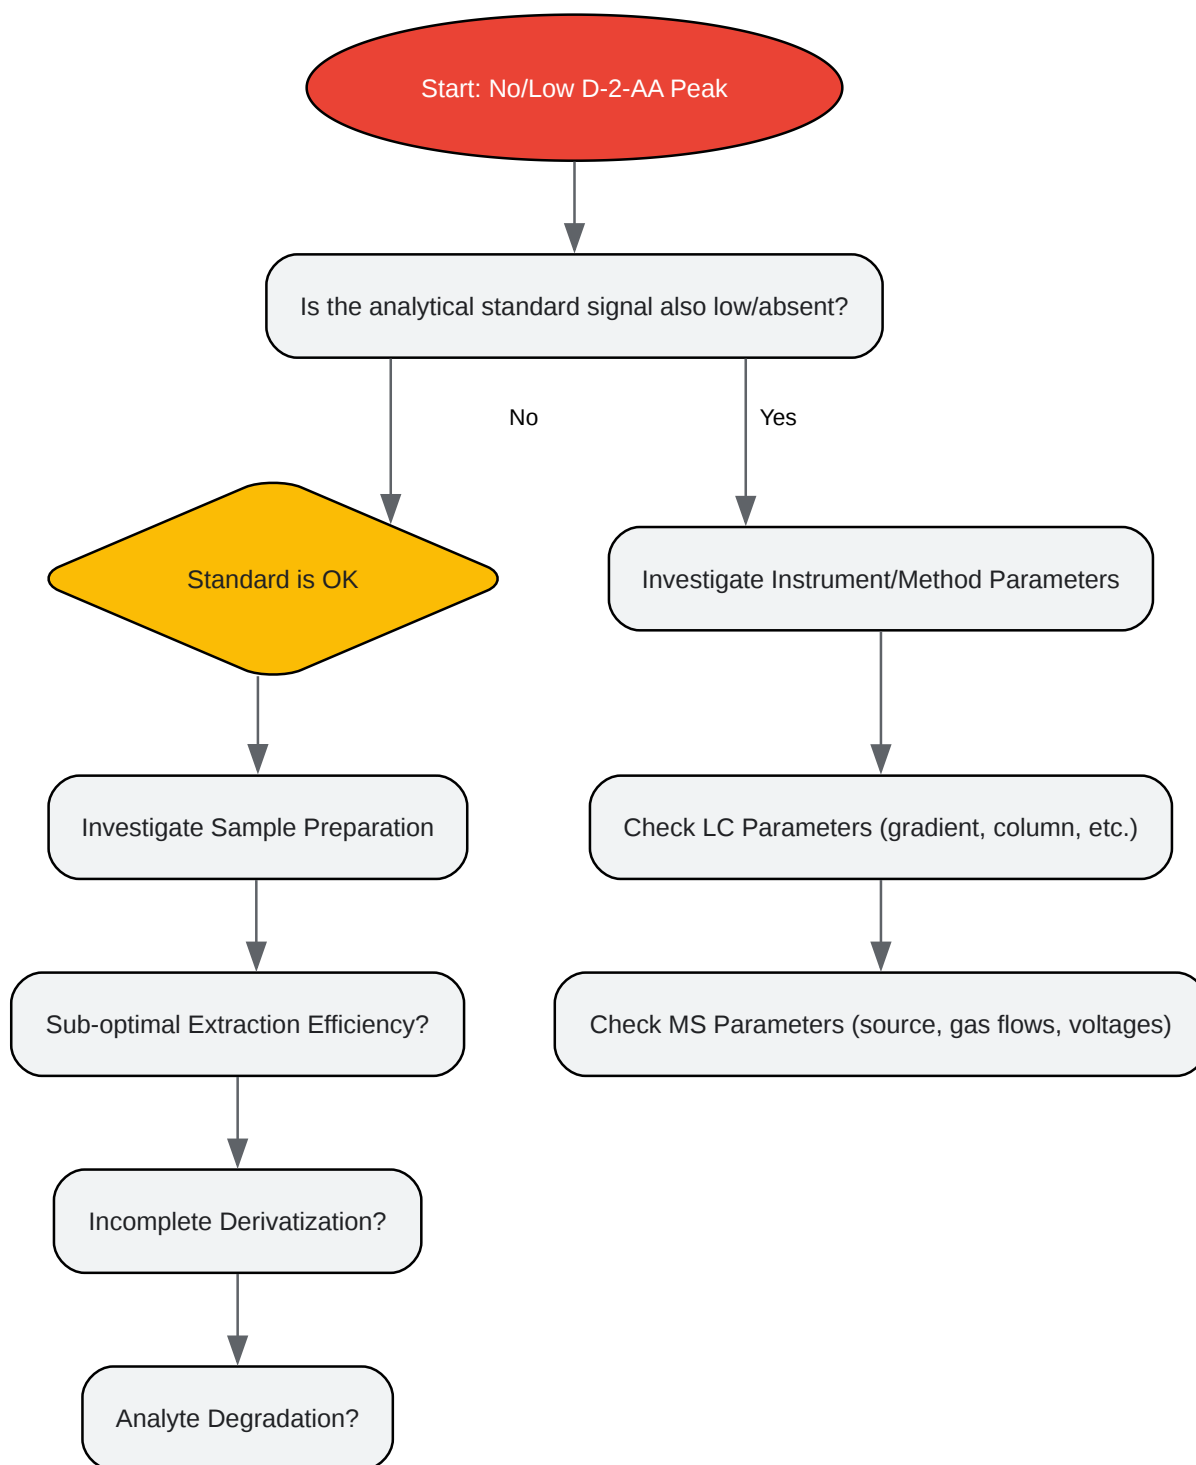 Start: No/Low D-2-AA Peak
Is the analytical standard signal also low/absent?
No
Yes
Standard is OK
Investigate Instrument/Method Parameters
Investigate Sample Preparation
Check LC Parameters (gradient, column, etc.)
Sub-optimal Extraction Efficiency?
Check MS Parameters (source, gas flows, voltages)
Incomplete Derivatization?
Analyte Degradation?